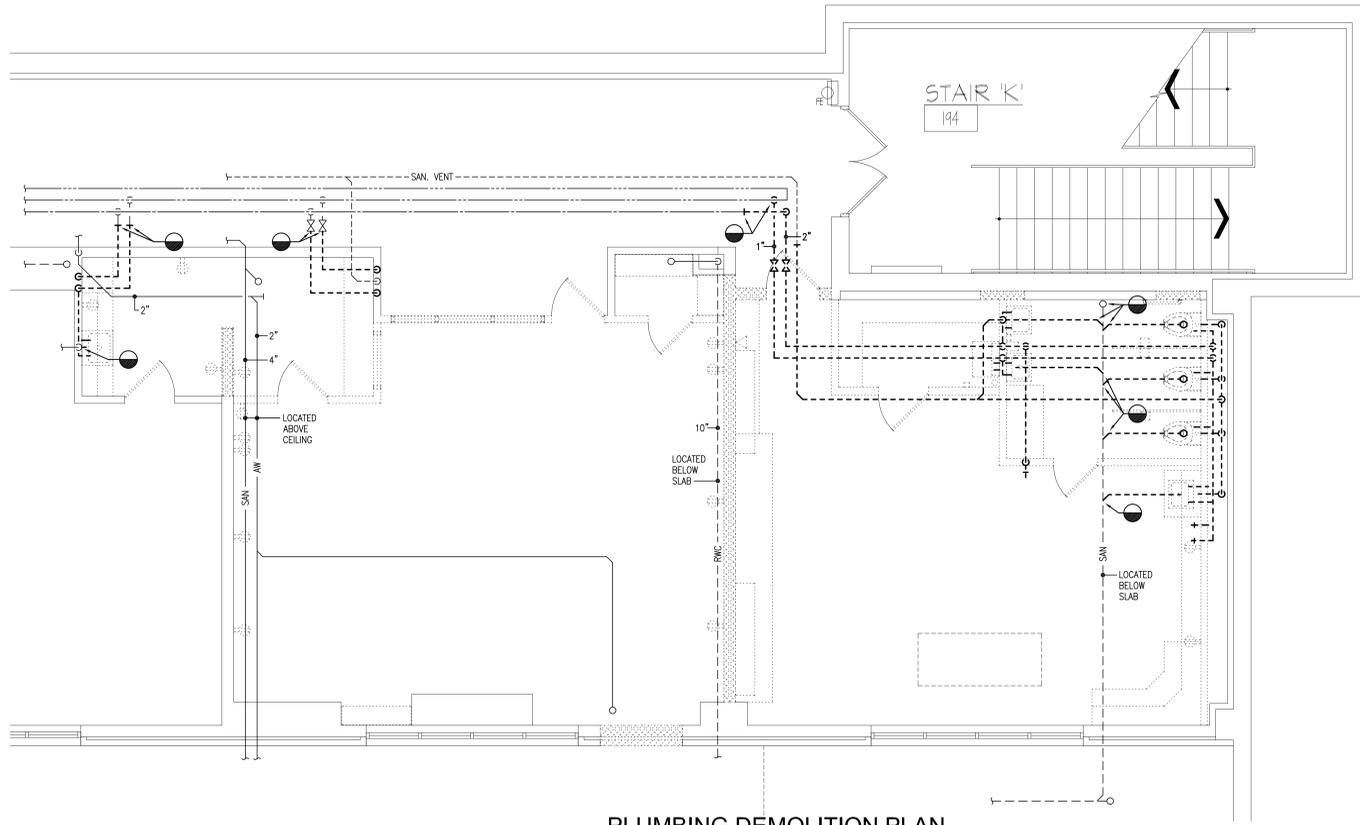 STAIR 'K'
194
FE
SAN. VENT
1"
2"
2"
2"
4"
LOCATED
ABOVE
CEILING
10"
LOCATED
BELOW
SLAB
AW
SAN
RWC
SAN
LOCATED
BELOW
SLAB
PLUMBING DEMOLITION PLAN